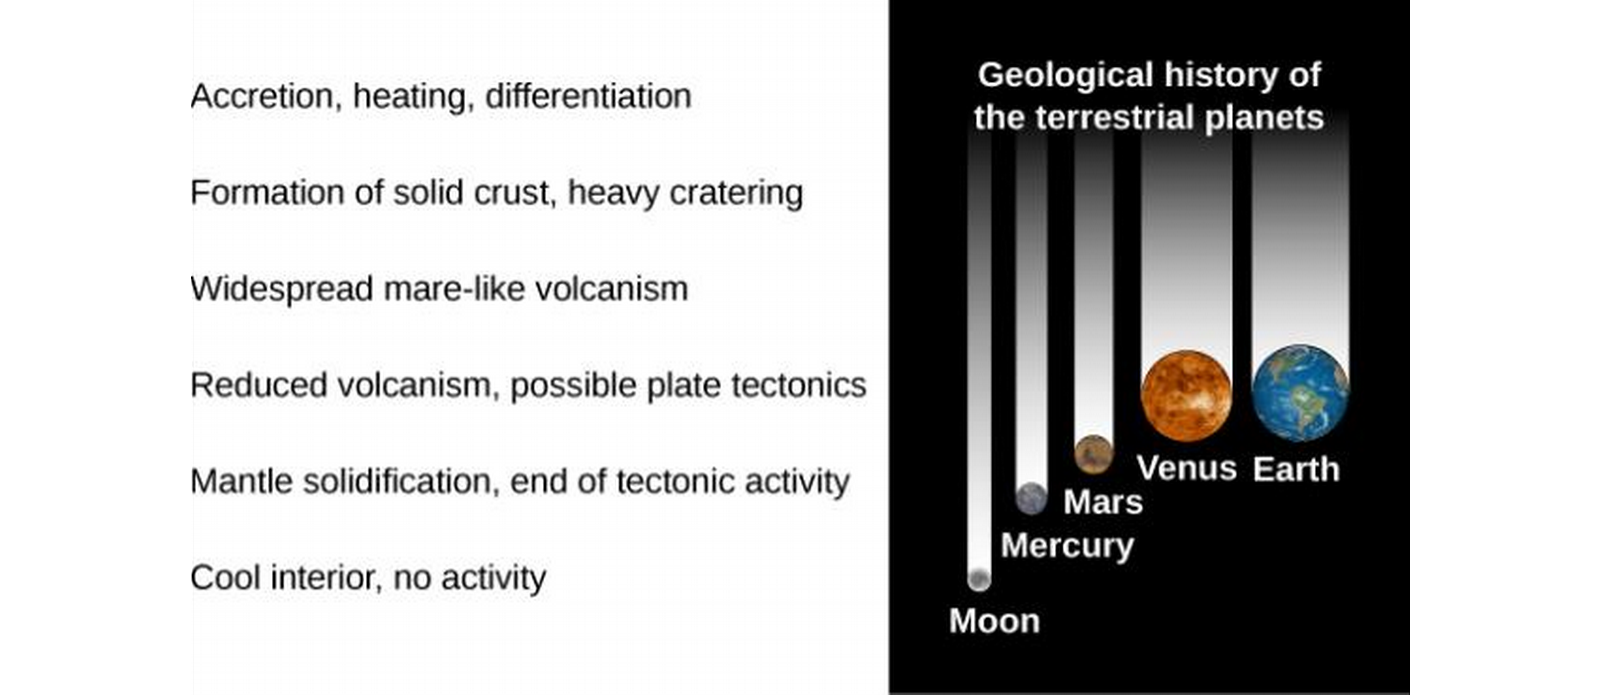 Accretion, heating, differentiation
Formation of solid crust, heavy cratering
Widespread mare-like volcanism
Reduced volcanism, possible plate tectonics
Mantle solidification, end of tectonic activity
Cool interior, no activity
Geological history of
the terrestrial planets
Venus Earth
Mars
Mercury
Moon